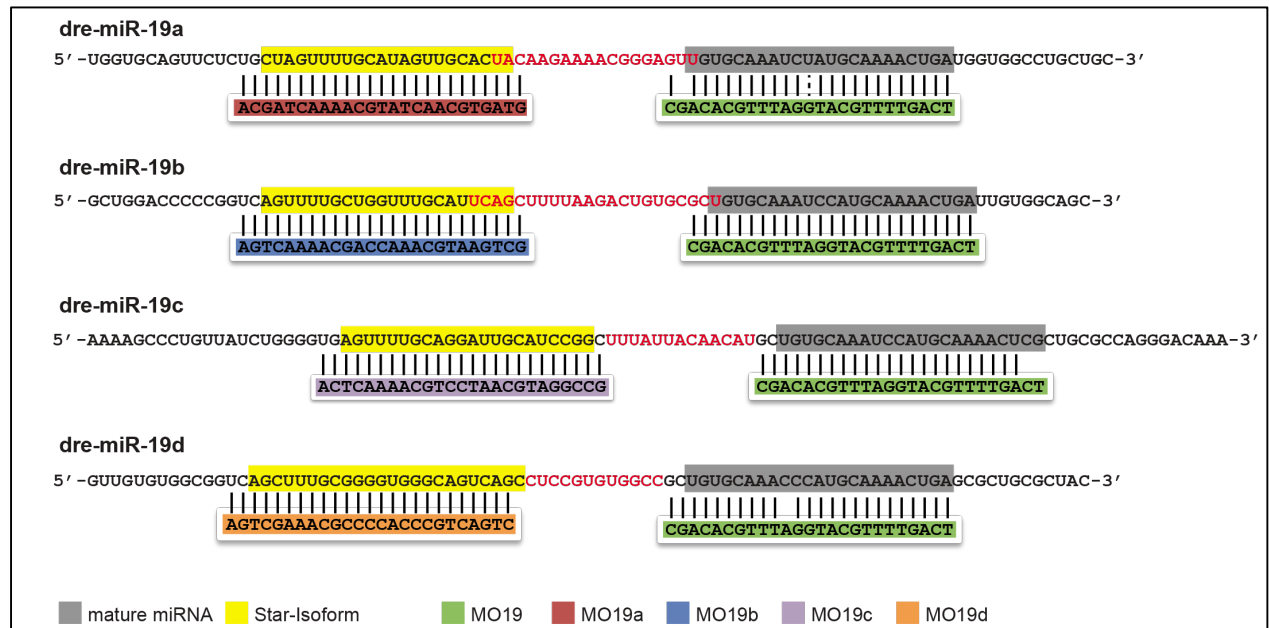 dre-miR-19a
5'-UGGUGCAGUUCUCUGCUAGUUUUGCAUAGUUGCACUACAAGAAAACGGGAGUUGUGCAAAUCUAUGCAAAACUGAUGGUGGCCUGCUGC-3'
ACGATCAAAACGTATCAACGTGATG CGACACGTTTAGGTACGTTTTGACT
dre-miR-19b
5'-GCUGGACCCCCGGUCAGUUUUGCUGGUUUGCAUUCAGCUUUUAAGACUGUGCGCUGUGCAAAUCCAUGCAAAACUGAUUGUGGCAGC-3'
AGTCAAAACGACCAAACGTAAGTCG CGACACGTTTAGGTACGTTTTGACT
dre-miR-19c
5'-AAAAGCCCUGUUAUCUGGGGUGAGUUUUGCAGGAUUGCAUCCGGCUUUAUUACAACAUGCUGUGCAAAUCCAUGCAAAACUCGCUGCGCCAGGGACAAA-3'
ACTCAAAACGTCCTAACGTAGGCCG CGACACGTTTAGGTACGTTTTGACT
dre-miR-19d
5'-GUUGUGUGGCGGUCAGCUUUGCGGGGUGGGCAGUCAGCCUCCGUGUGGCCGCUGUGCAAACCCAUGCAAAACUGAGCGCUGCGCUAC-3'
AGTCGAAACGCCCCACCCGTCAGTC CGACACGTTTAGGTACGTTTTGACT
mature miRNA Star-Isoform MO19 MO19a MO19b MO19c MO19d